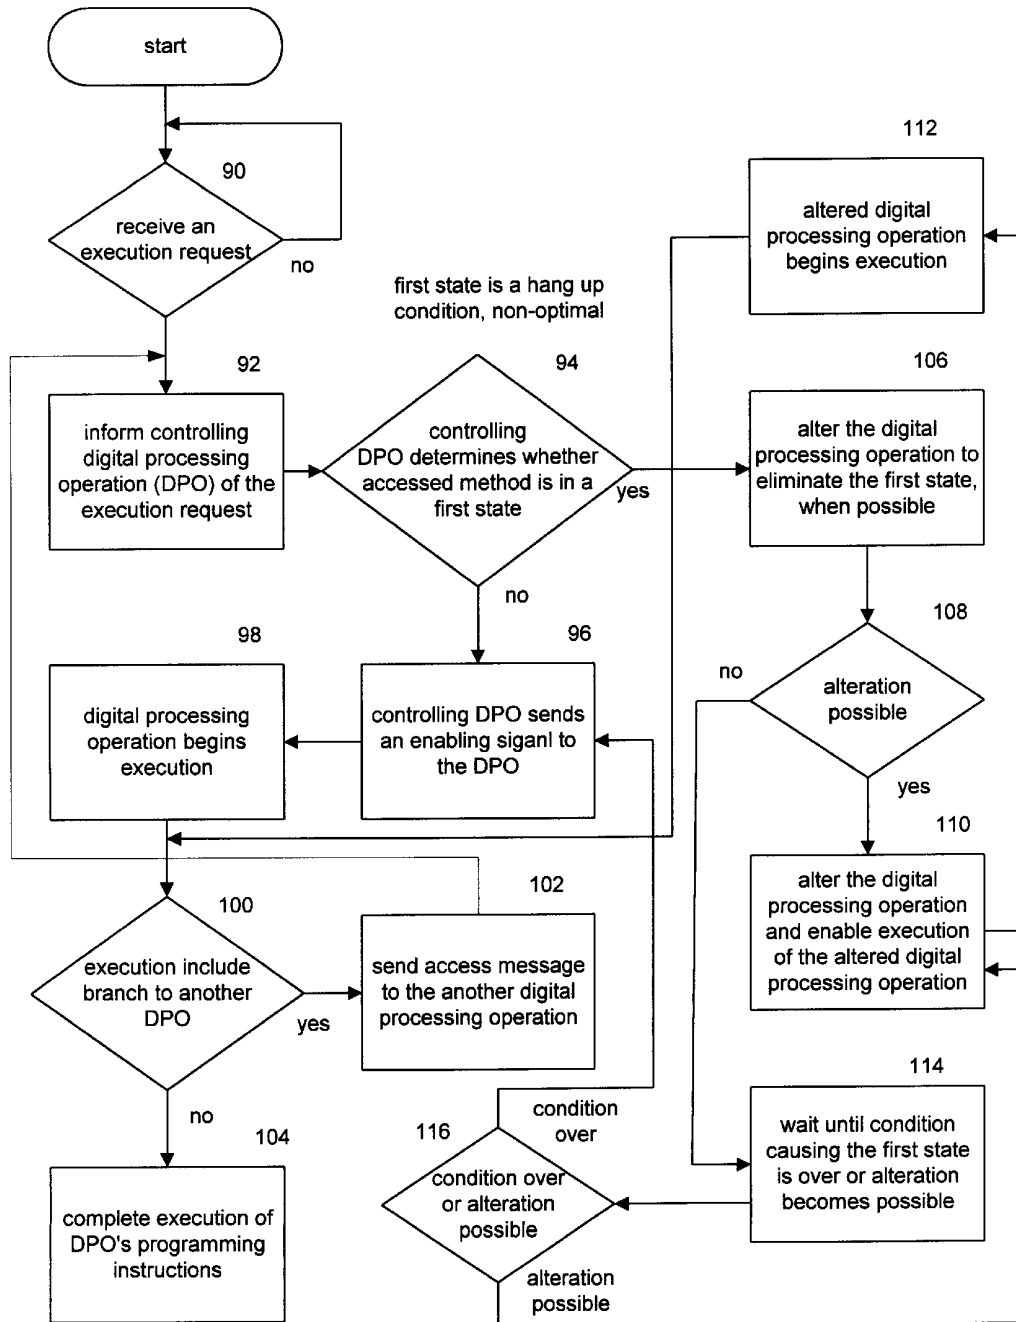 start
90
receive an
execution request
no
92
inform controlling
digital processing
operation (DPO) of the
execution request
first state is a hang up
condition, non-optimal
94
controlling
DPO determines whether
accessed method is in a
first state
yes
no
96
controlling DPO sends
an enabling siganl to
the DPO
98
digital processing
operation begins
execution
100
execution include
branch to another
DPO
yes
no
102
send access message
to the another digital
processing operation
104
complete execution of
DPO's programming
instructions
112
altered digital
processing operation
begins execution
106
alter the digital
processing operation to
eliminate the first state,
when possible
108
alteration
possible
no
yes
110
alter the digital
processing operation
and enable execution
of the altered digital
processing operation
114
wait until condition
causing the first state
is over or alteration
becomes possible
116
condition over
or alteration
possible
condition
over
alteration
possible